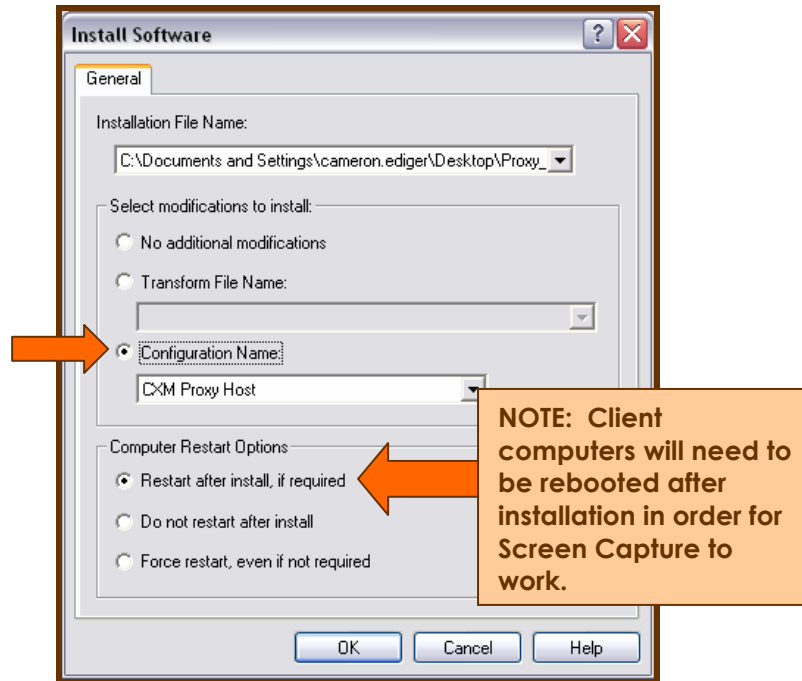 Install Software
General
Installation File Name:
C:\Documents and Settings\cameron.ediger\Desktop\Proxy_
Select modifications to install:
No additional modifications
Transform File Name:
Configuration Name:
CXM Proxy Host
Computer Restart Options
Restart after install, if required
Do not restart after install
Force restart, even if not required
NOTE: Client
computers will need to
be rebooted after
installation in order for
Screen Capture to
work.
OK Cancel Help